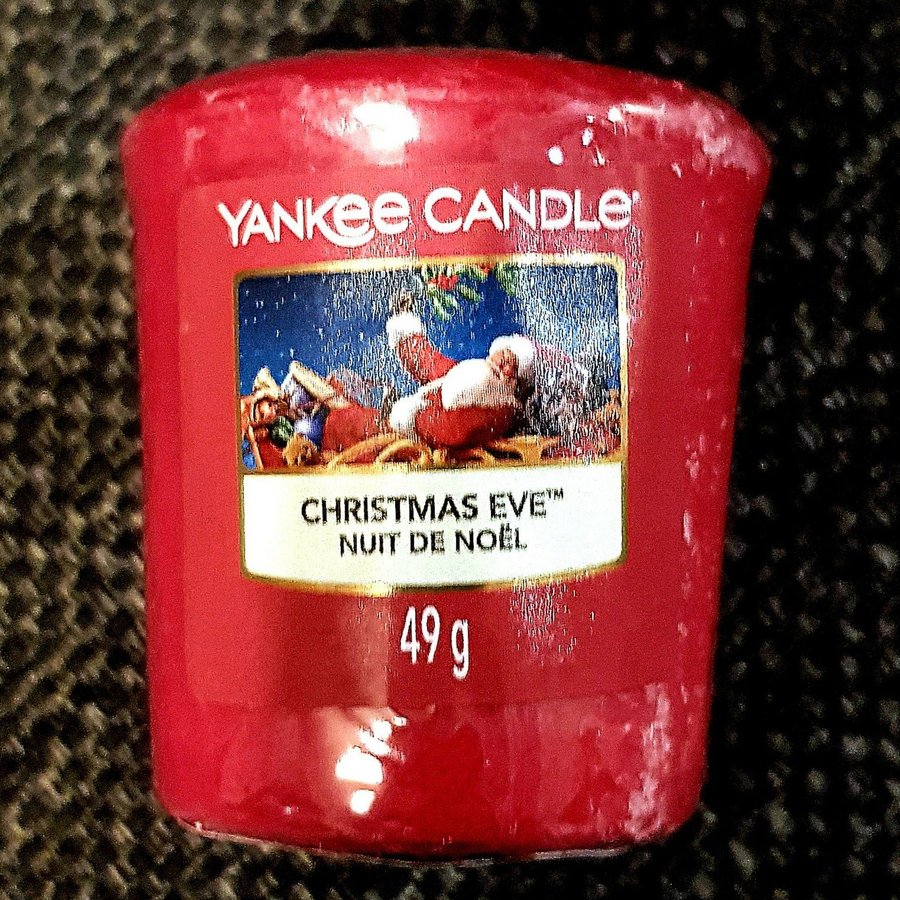 YANKEE CANDLE®
CHRISTMAS EVE™
NUIT DE NOËL
49 g